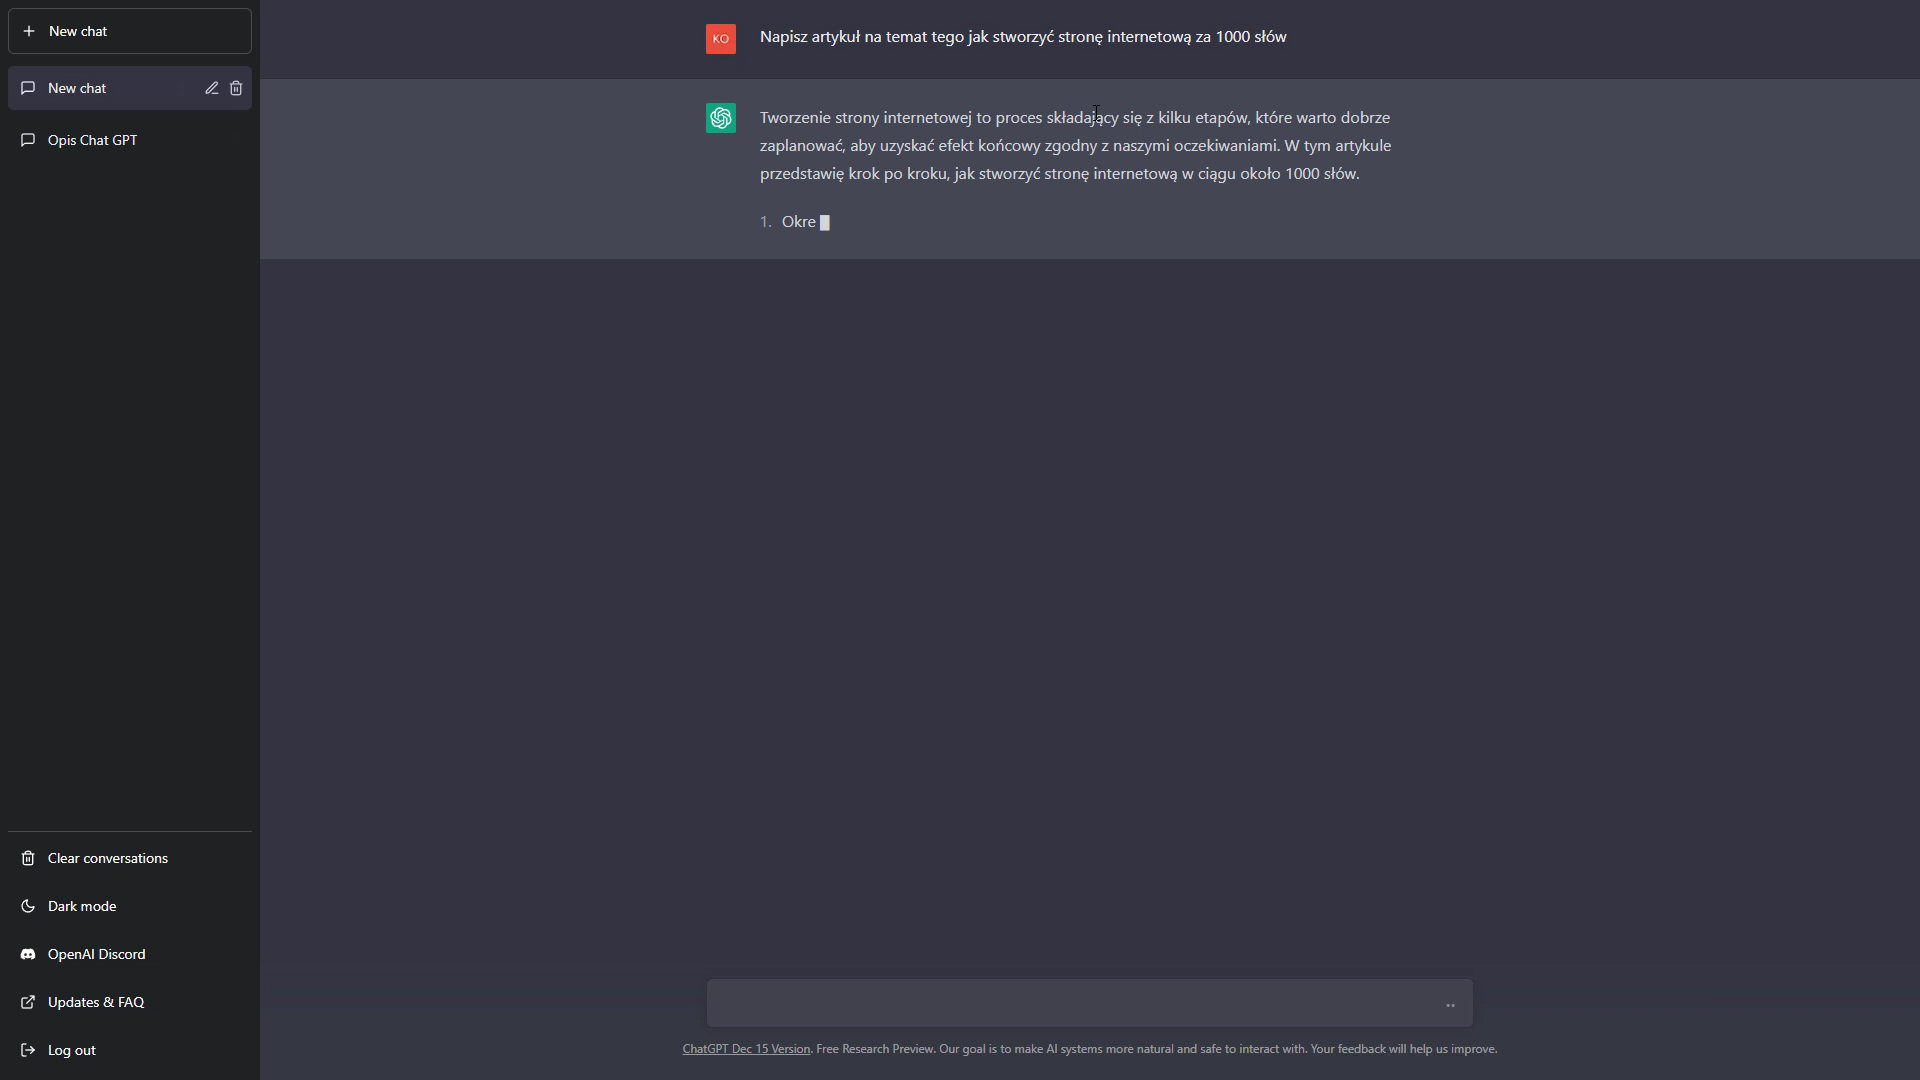 New chat
New chat
Opis Chat GPT
Clear conversations
Dark mode
OpenAI Discord
Updates & FAQ
Log out
KO
Napisz artykuł na temat tego jak stworzyć stronę internetową za 1000 słów
Tworzenie strony internetowej to proces składający się z kilku etapów, które warto dobrze
zaplanować, aby uzyskać efekt końcowy zgodny z naszymi oczekiwaniami. W tym artykule
przedstawię krok po kroku, jak stworzyć stronę internetową w ciągu około 1000 słów.
1. Okre
ChatGPT Dec 15 Version. Free Research Preview. Our goal is to make AI systems more natural and safe to interact with. Your feedback will help us improve.